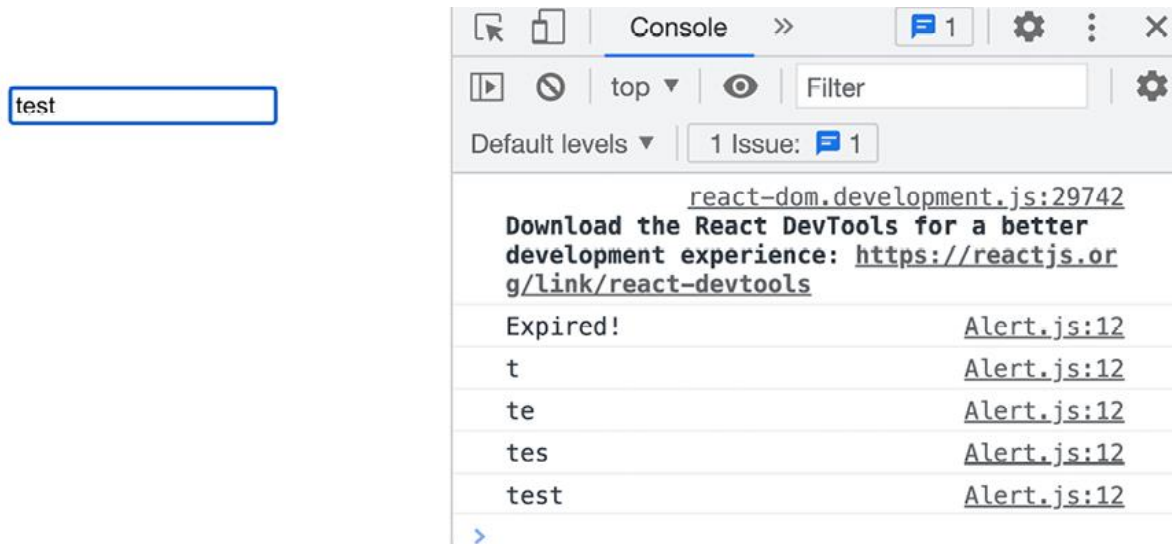 test
Console » 1
top ▼ Filter
Default levels ▼ 1 Issue: 1
react-dom.development.js:29742
Download the React DevTools for a better
development experience: https://reactjs.or
g/link/react-devtools
Expired! Alert.js:12
t Alert.js:12
te Alert.js:12
tes Alert.js:12
test Alert.js:12
>